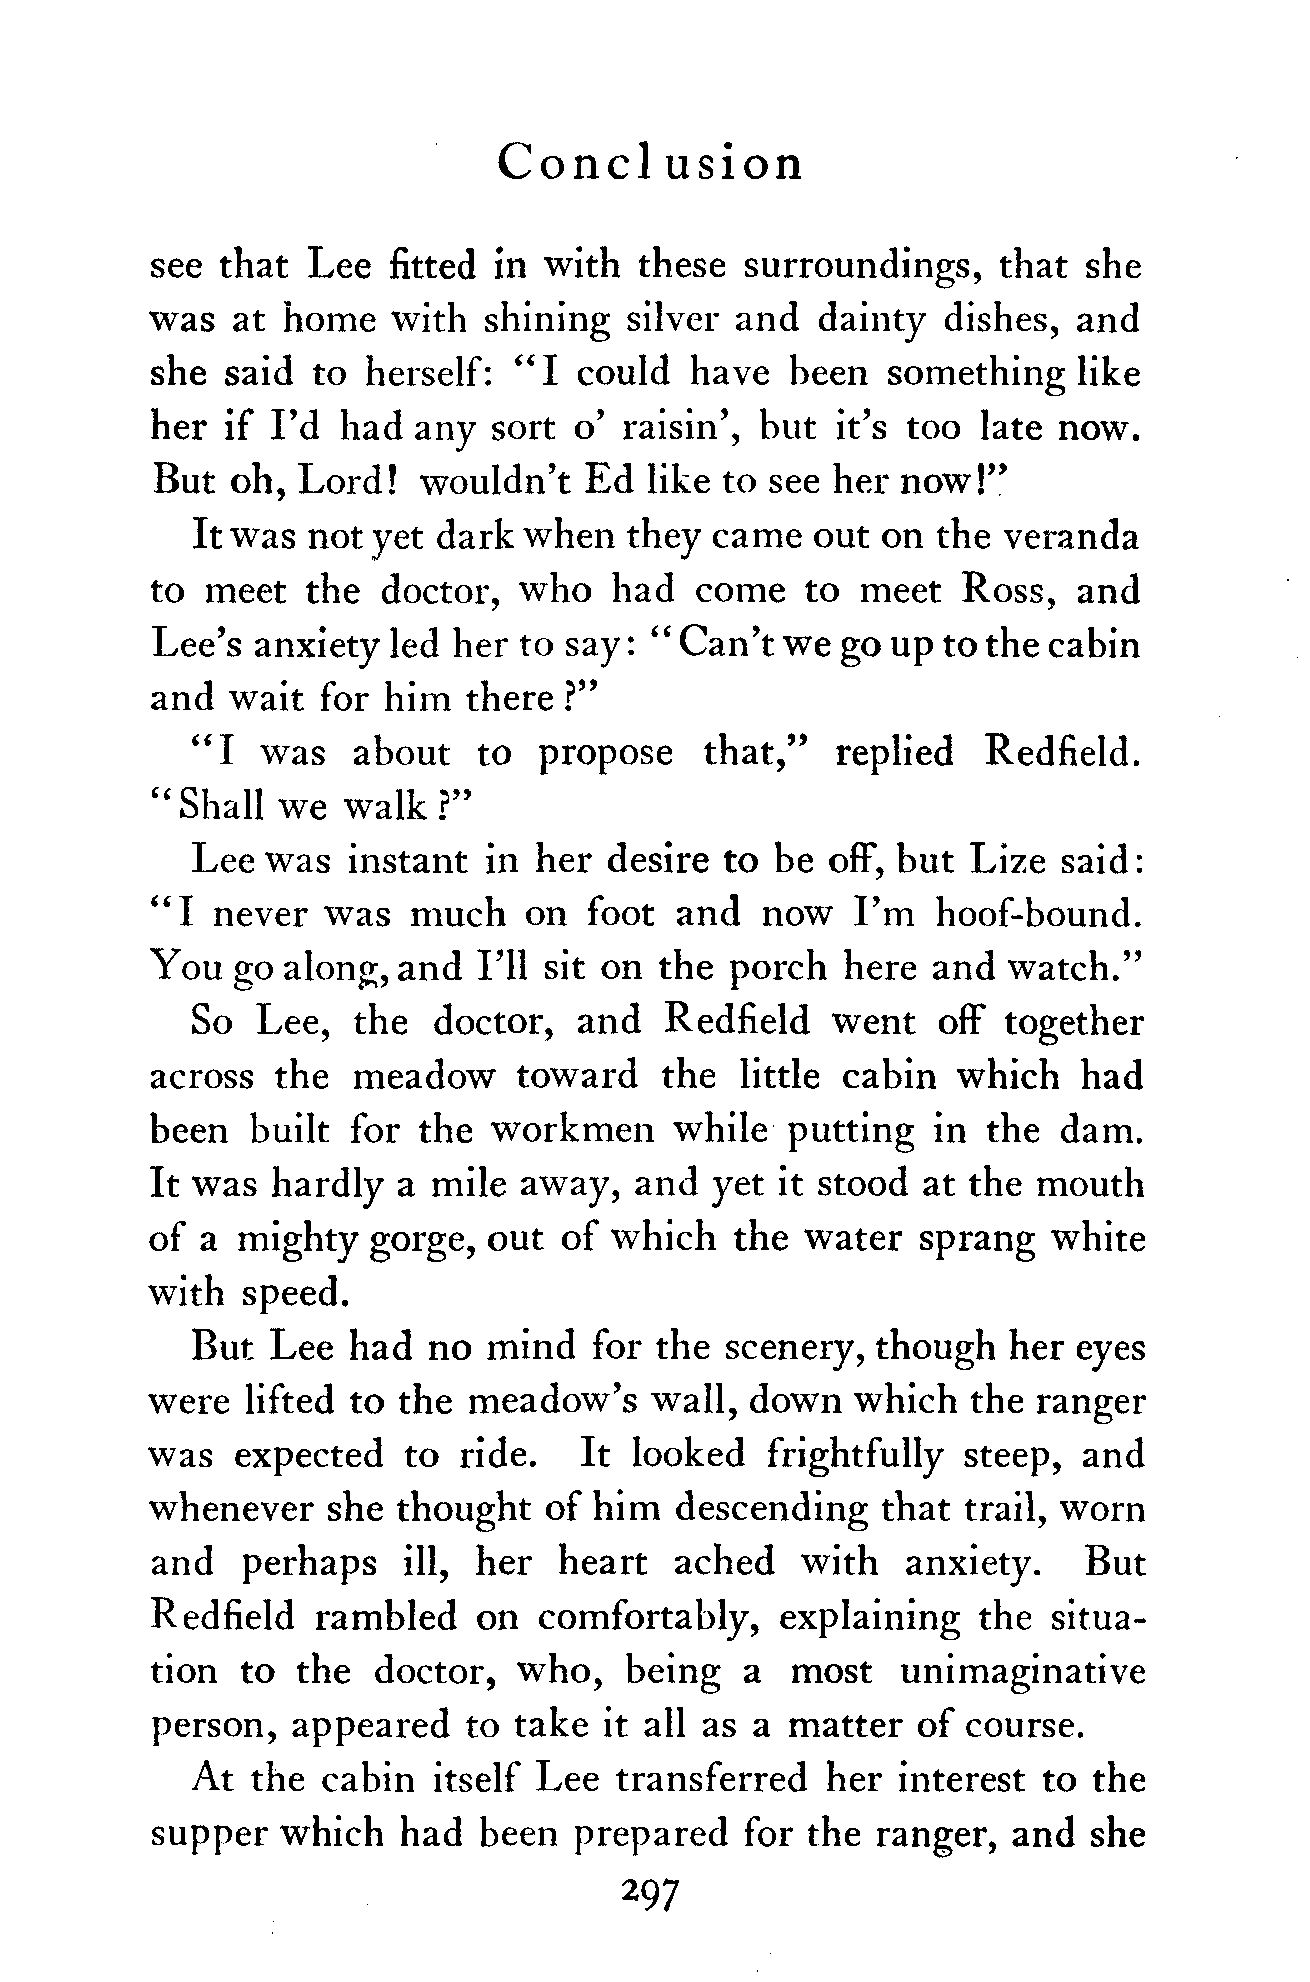 Conclusion
see that Lee fitted in with these surroundings, that she
was at home with shining silver and dainty dishes, and
she said to herself: "I could have been something like
her if I'd had any sort o' raisin', but it's too late now.
But oh, Lord! wouldn't Ed like to see her now!"
It was not yet dark when they came out on the veranda
to meet the doctor, who had come to meet Ross, and
Lee's anxiety led her to say: "Can't we go up to the cabin
and wait for him there?"
"I was about to propose that," replied Redfield.
"Shall we walk?"
Lee was instant in her desire to be off, but Lize said:
"I never was much on foot and now I'm hoof-bound.
You go along, and I'll sit on the porch here and watch."
So Lee, the doctor, and Redfield went off together
across the meadow toward the little cabin which had
been built for the workmen while putting in the dam.
It was hardly a mile away, and yet it stood at the mouth
of a mighty gorge, out of which the water sprang white
with speed.
But Lee had no mind for the scenery, though her eyes
were lifted to the meadow's wall, down which the ranger
was expected to ride. It looked frightfully steep, and
whenever she thought of him descending that trail, worn
and perhaps ill, her heart ached with anxiety. But
Redfield rambled on comfortably, explaining the situa-
tion to the doctor, who, being a most unimaginative
person, appeared to take it all as a matter of course.
At the cabin itself Lee transferred her interest to the
supper which had been prepared for the ranger, and she
297